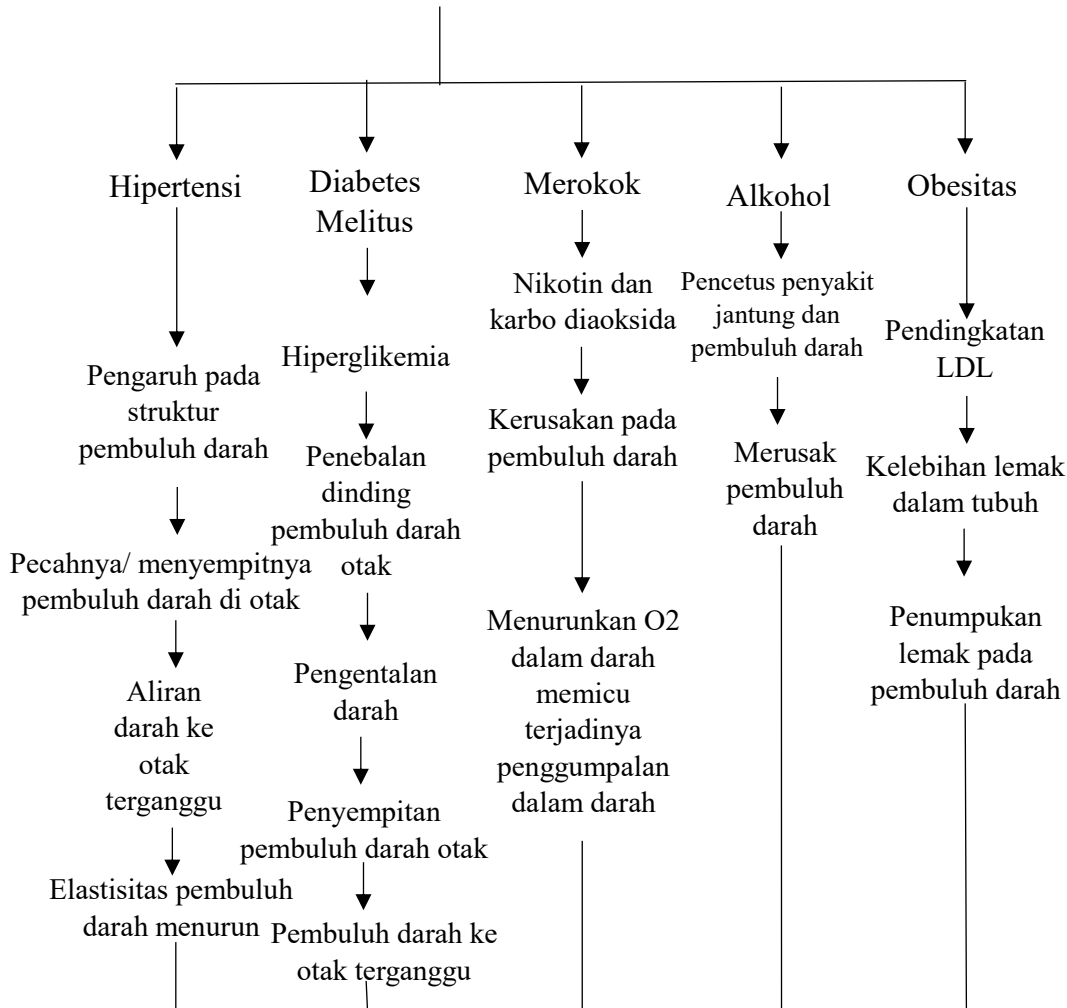 Hipertensi
Pengaruh pada
struktur
pembuluh darah
Pecahnya/ menyempitnya
pembuluh darah di otak
Aliran
darah ke
otak
terganggu
Elastisitas pembuluh
darah menurun
Diabetes
Melitus
Hiperglikemia
Penebalan
dinding
pembuluh darah
otak
Pengentalan
darah
Penyempitan
pembuluh darah otak
Pembuluh darah ke
otak terganggu
Merokok
Nikotin dan
karbo diaoksida
Kerusakan pada
pembuluh darah
Menurunkan O2
dalam darah
memicu
terjadinya
penggumpalan
dalam darah
Alkohol
Pencetus penyakit
jantung dan
pembuluh darah
Merusak
pembuluh
darah
Obesitas
Pendingkatan
LDL
Kelebihan lemak
dalam tubuh
Penumpukan
lemak pada
pembuluh darah